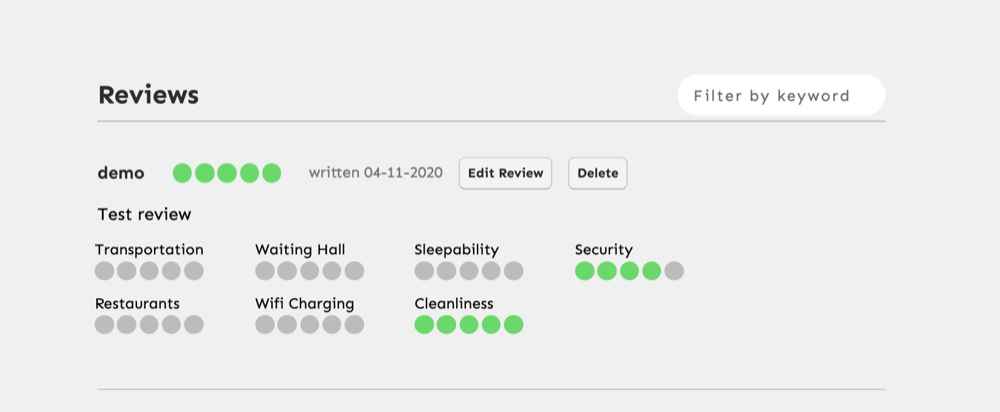 Reviews
Filter by keyword
demo written 04-11-2020 Edit Review Delete
Test review
Transportation Waiting Hall Sleepability Security
Restaurants Wifi Charging Cleanliness